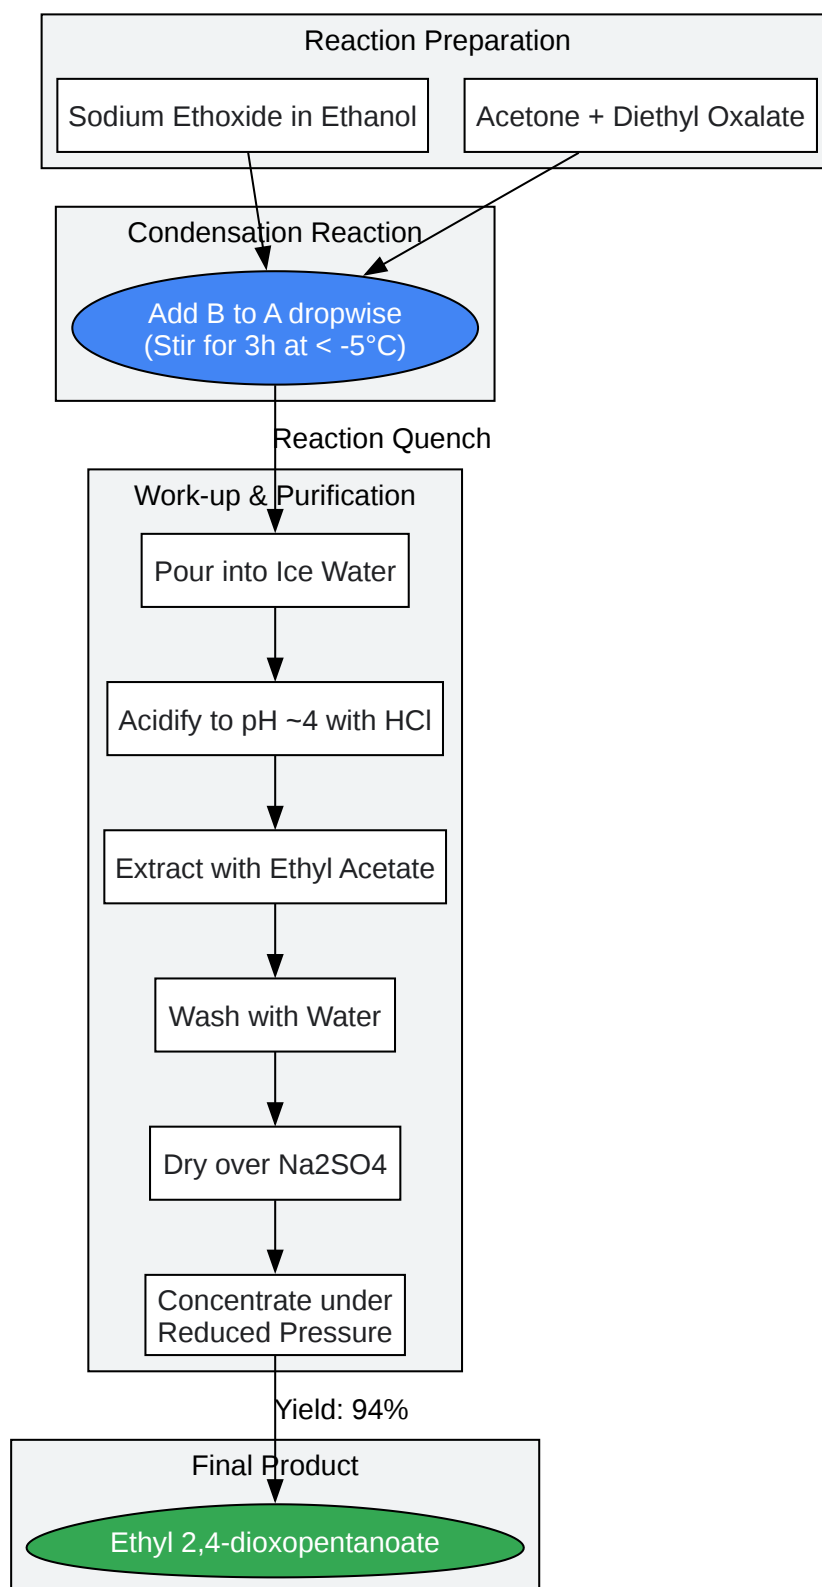 Reaction Preparation
Sodium Ethoxide in Ethanol
Acetone + Diethyl Oxalate
Condensation Reaction
Add B to A dropwise
(Stir for 3h at < -5°C)
Reaction Quench
Work-up & Purification
Pour into Ice Water
Acidify to pH ~4 with HCl
Extract with Ethyl Acetate
Wash with Water
Dry over Na2SO4
Concentrate under
Reduced Pressure
Yield: 94%
Final Product
Ethyl 2,4-dioxopentanoate